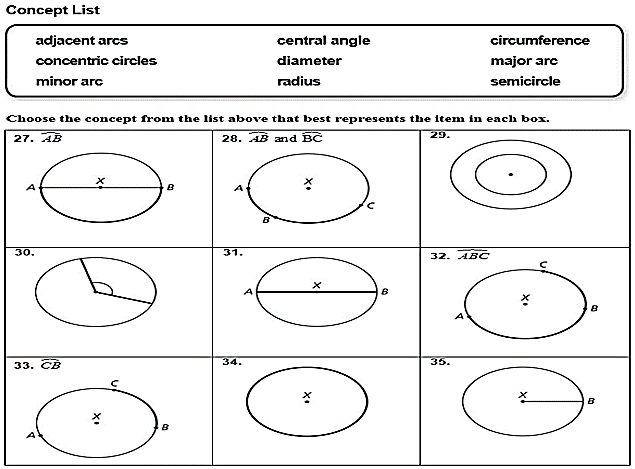 Concept List
adjacent arcs central angle circumference
concentric circles diameter major arc
minor arc radius semicircle
Choose the concept from the list above that best represents the item in each box.
27. AB
28. AB and BC
29.
X
A B
X
A
B C
30.
31.
32. ABC
X
A B
C
X
A B
33. CB
34.
35.
C
X
A B
X
X
B